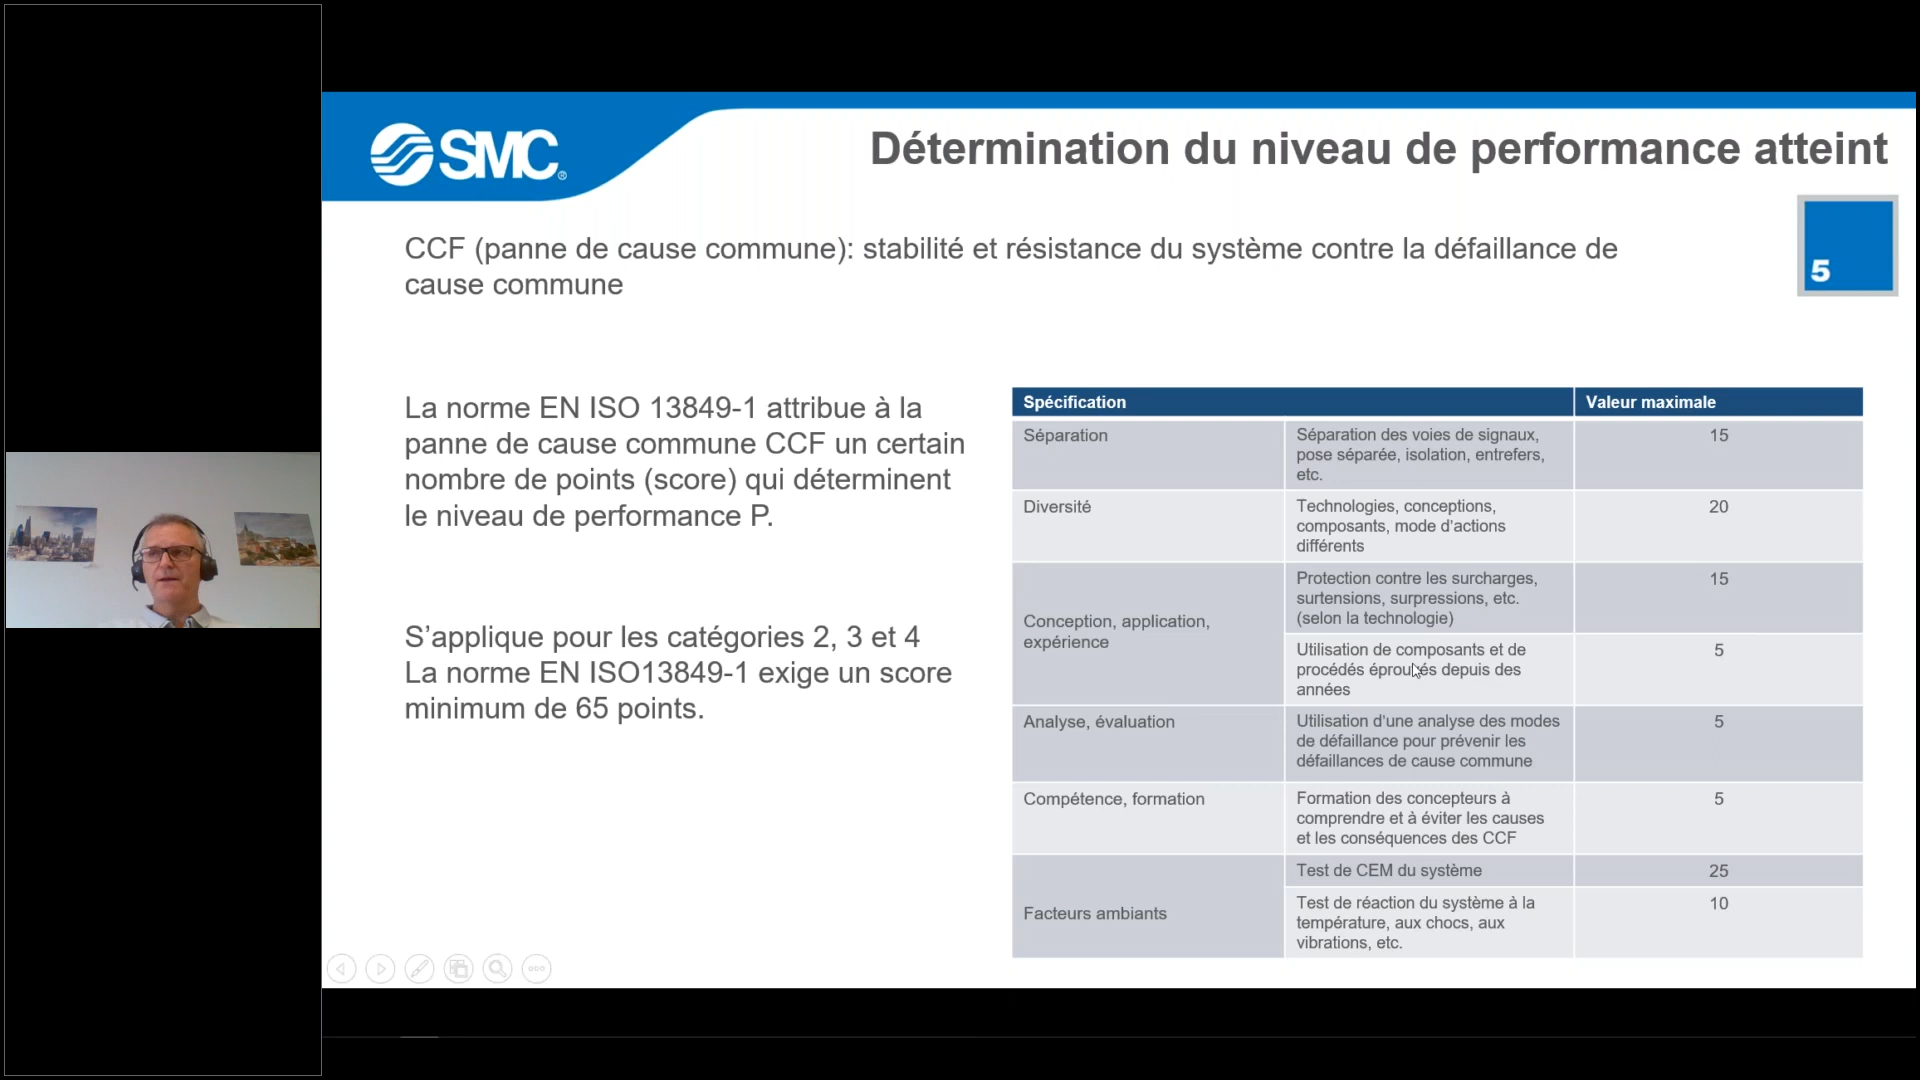 SMC®
Détermination du niveau de performance atteint
5
CCF (panne de cause commune): stabilité et résistance du système contre la défaillance de
cause commune
La norme EN ISO 13849-1 attribue à la
panne de cause commune CCF un certain
nombre de points (score) qui déterminent
le niveau de performance P.
S’applique pour les catégories 2, 3 et 4
La norme EN ISO13849-1 exige un score
minimum de 65 points.
Spécification Valeur maximale
Séparation
Séparation des voies de signaux,
pose séparée, isolation, entrefers,
etc.
15
Diversité
Technologies, conceptions,
composants, mode d’actions
différents
20
Conception, application,
expérience
Protection contre les surcharges,
surtensions, surpressions, etc.
(selon la technologie)
15
Utilisation de composants et de
procédés éprouvés depuis des
années
5
Analyse, évaluation
Utilisation d’une analyse des modes
de défaillance pour prévenir les
défaillances de cause commune
5
Compétence, formation
Formation des concepteurs à
comprendre et à éviter les causes
et les conséquences des CCF
5
Facteurs ambiants
Test de CEM du système
25
Test de réaction du système à la
température, aux chocs, aux
vibrations, etc.
10